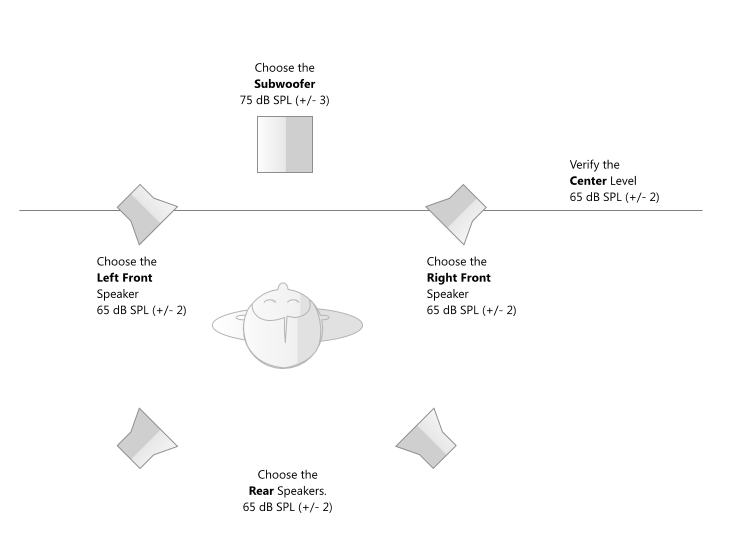 Choose the
Subwoofer
75 dB SPL (+/- 3)
Verify the
Center Level
65 dB SPL (+/- 2)
Choose the
Left Front
Speaker
65 dB SPL (+/- 2)
Choose the
Right Front
Speaker
65 dB SPL (+/- 2)
Choose the
Rear Speakers.
65 dB SPL (+/- 2)